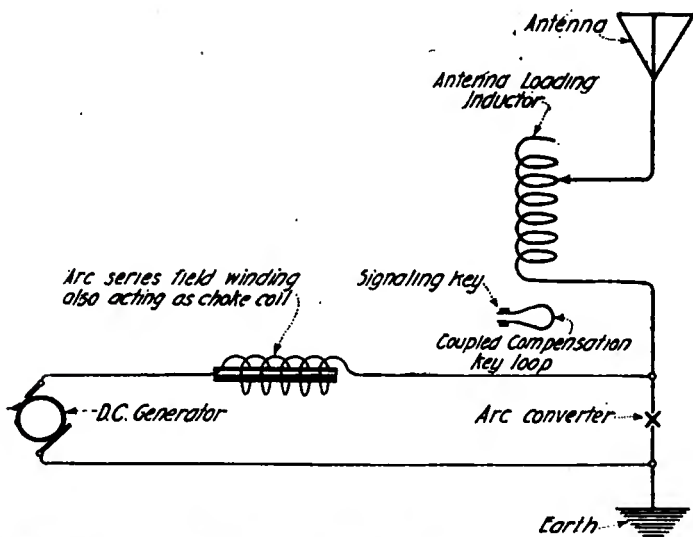 Antenna
Antenna Loading
Inductor
Arc series field winding
also acting as choke coil
Signaling Key
Coupled Compensation
key loop
D.C. Generator
Arc converter
Earth